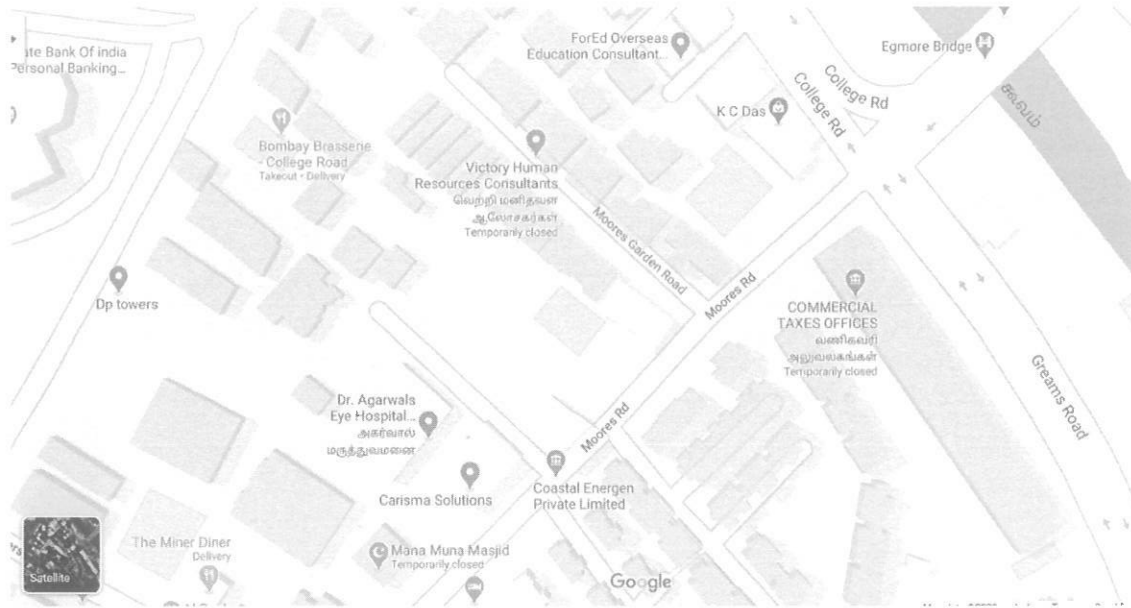 ate Bank Of India
Personal Banking...
ForEd Overseas
Education Consultant...
Egmore Bridge
College Rd
College Rd
K C Das
கூவம்
Bombay Brasserie
- College Road
Takeout • Delivery
Victory Human
Resources Consultants
வெற்றி மனிதவள
ஆலோசகர்கள்
Temporarily closed
Moores Garden Road
Moores Rd
Dp towers
COMMERCIAL
TAXES OFFICES
வணிகவரி
அலுவலகங்கள்
Temporarily closed
Greams Road
Dr. Agarwals
Eye Hospital...
அகர்வால்
மருத்துவமனை
Moores Rd
Carisma Solutions
Coastal Energen
Private Limited
The Miner Diner
Delivery
Mana Muna Masjid
Temporarily closed
Satellite
Google